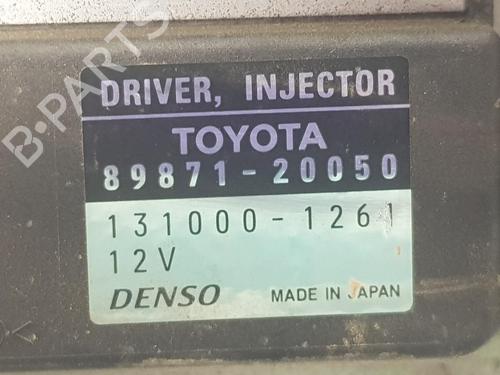 DRIVER, INJECTOR
TOYOTA
89871-20050
131000-1261
12V
DENSO MADE IN JAPAN
B-PARTS